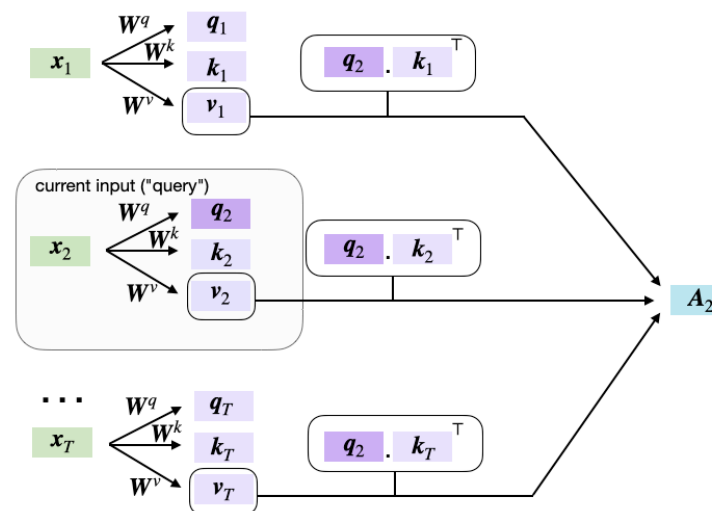 W^q
q_1
x_1
W^k
k_1
q_2 . k_1^⊤
W^v
v_1
current input ("query")
W^q
q_2
x_2
W^k
k_2
q_2 . k_2^⊤
W^v
v_2
A_2
...
W^q
q_T
x_T
W^k
k_T
q_2 . k_T^⊤
W^v
v_T